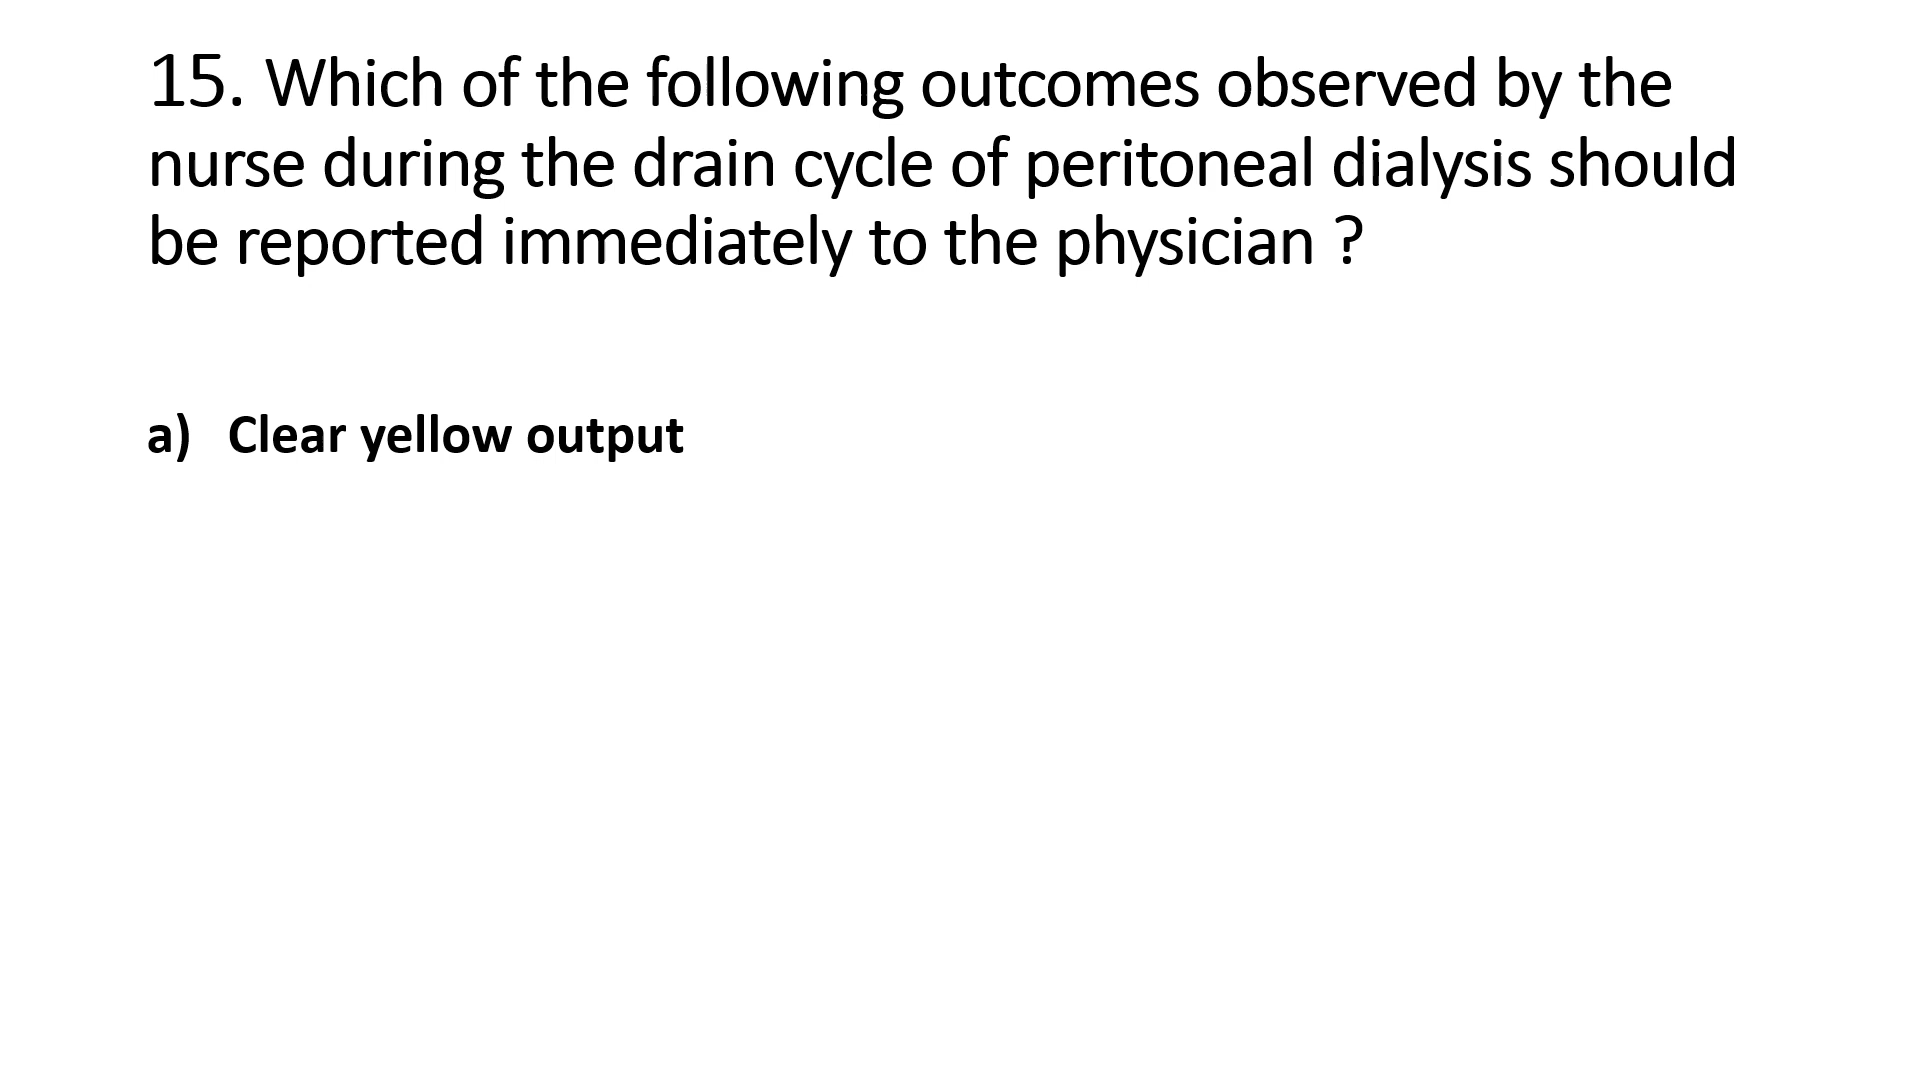 15. Which of the following outcomes observed by the
nurse during the drain cycle of peritoneal dialysis should
be reported immediately to the physician ?
a) Clear yellow output